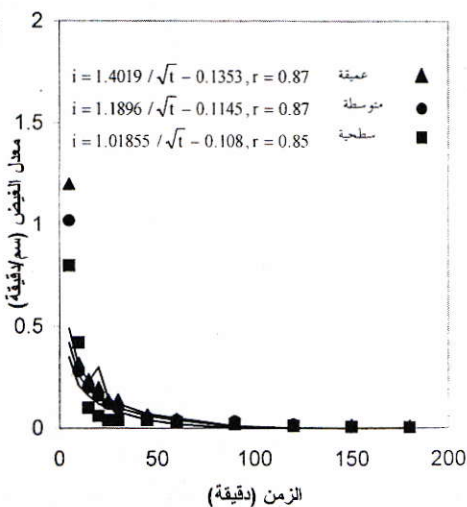 2
i = 1.4019 / √t − 0.1353, r = 0.87 عميقة
i = 1.1896 / √t − 0.1145, r = 0.87 متوسطة
i = 1.01855 / √t − 0.108, r = 0.85 سطحية
1.5
1
0.5
0
معدل الغيض (سم/دقيقة)
0 50 100 150 200
الزمن (دقيقة)